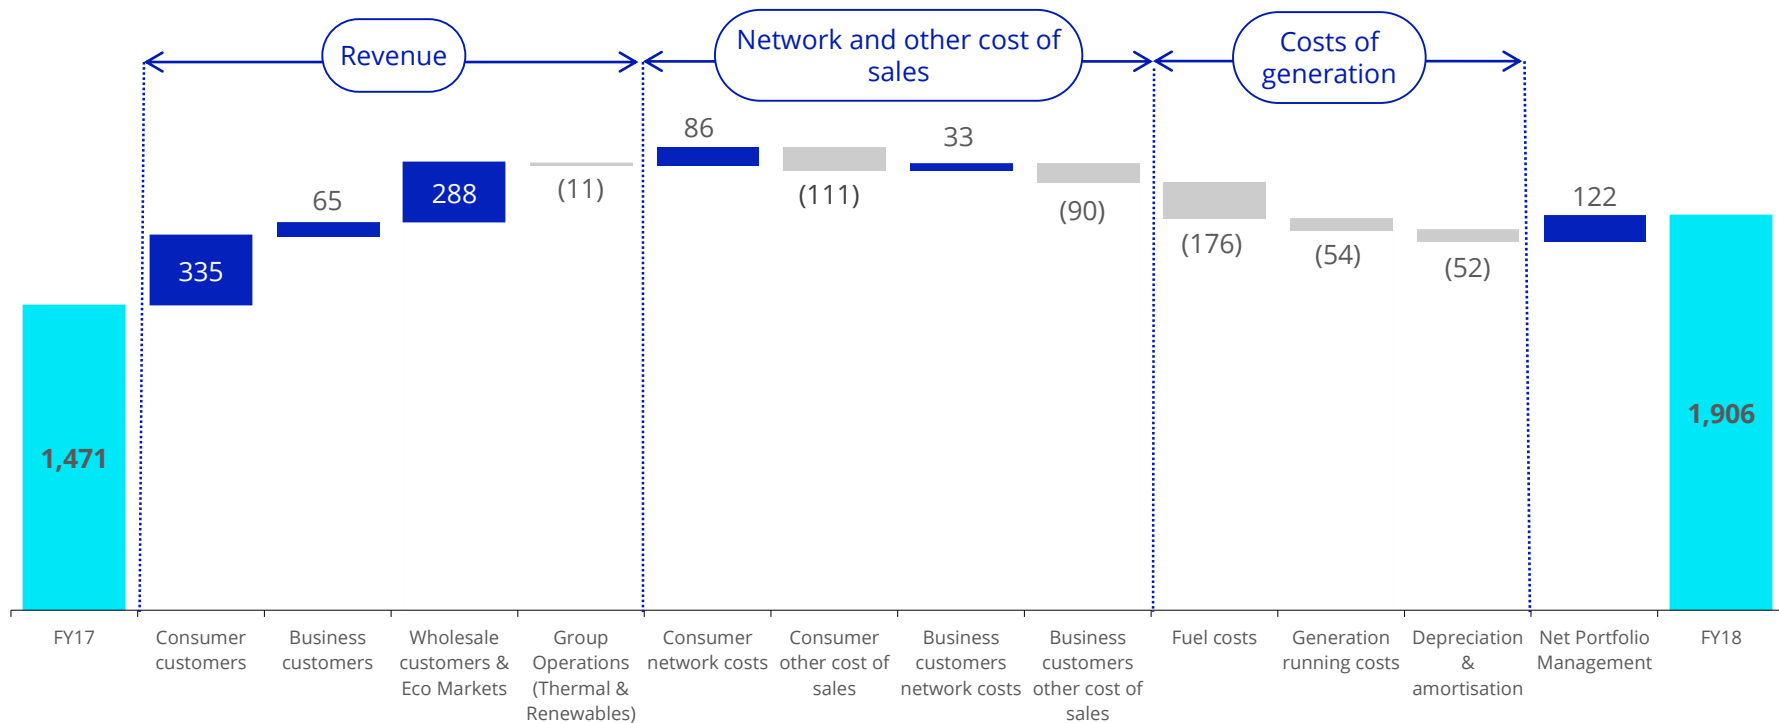 Revenue
Network and other cost of
sales
Costs of
generation
1,471
335
65
288
(11)
86
(111)
33
(90)
(176)
(54)
(52)
122
1,906
FY17
Consumer
customers
Business
customers
Wholesale
customers &
Eco Markets
Group
Operations
(Thermal &
Renewables)
Consumer
network costs
Consumer
other cost of
sales
Business
customers
network costs
Business
customers
other cost of
sales
Fuel costs
Generation
running costs
Depreciation
&
amortisation
Net Portfolio
Management
FY18